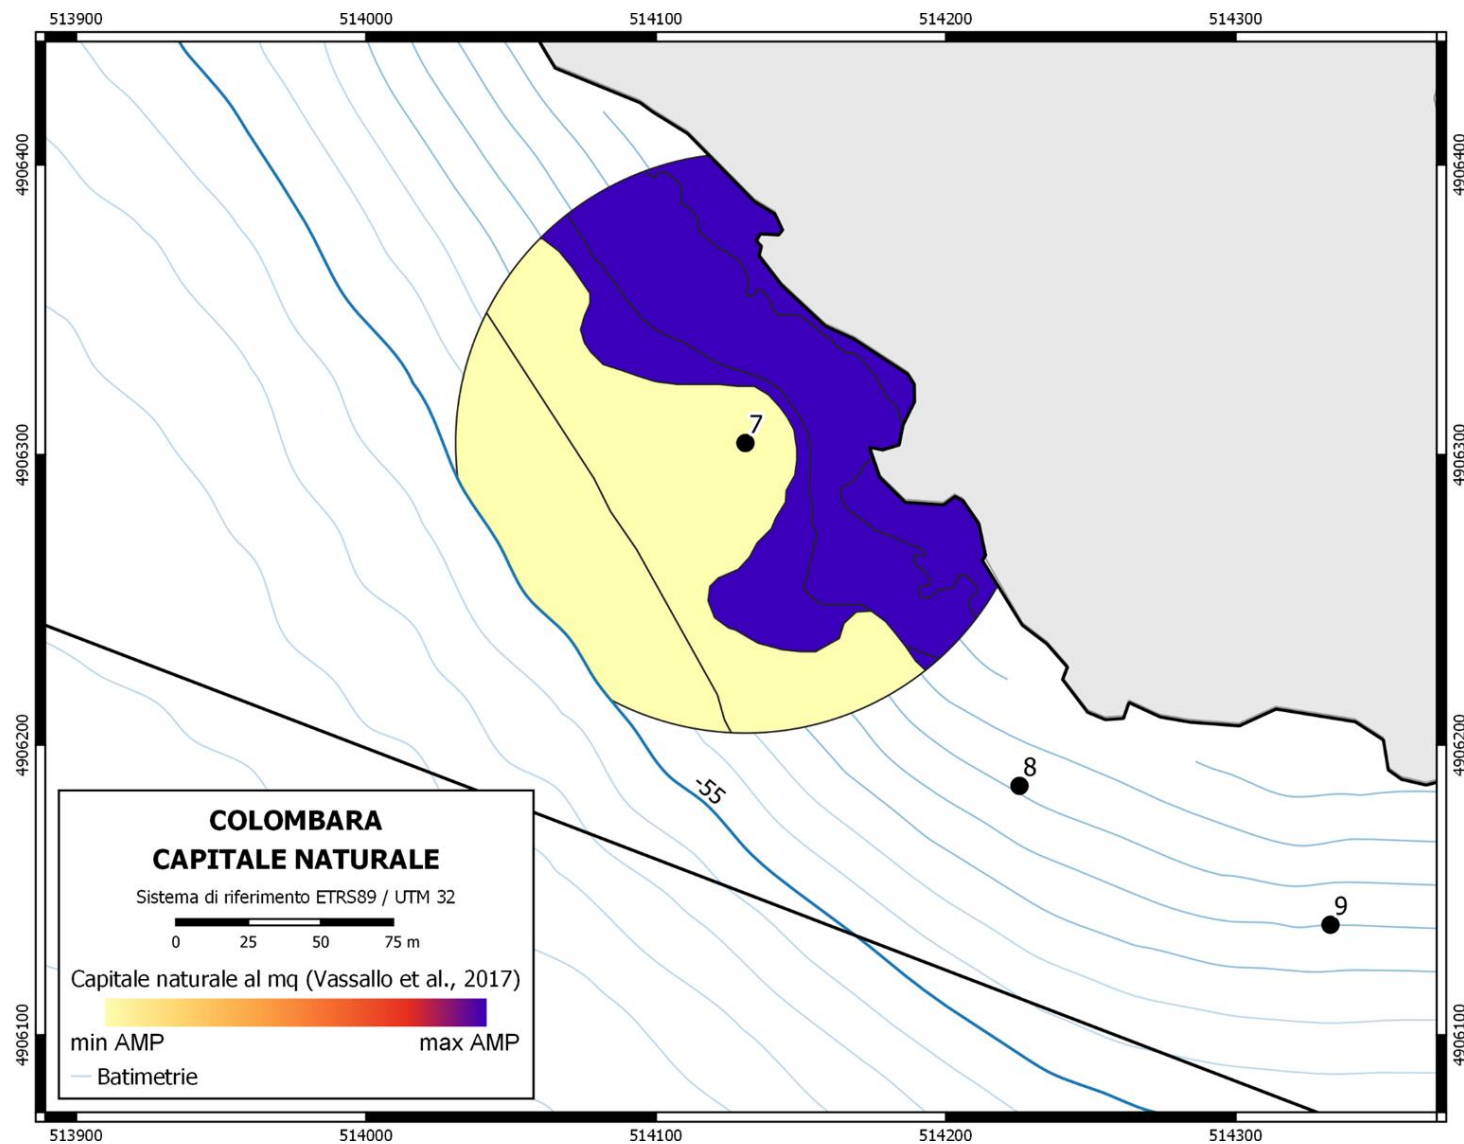 513900 514000 514100 514200 514300
4906400 4906400
7
4906300 4906300
4906200 4906200
8
-55
9
COLOMBARA
CAPITALE NATURALE
Sistema di riferimento ETRS89 / UTM 32
0 25 50 75 m
Capitale naturale al mq (Vassallo et al., 2017)
min AMP max AMP
Batimetrie
4906100 4906100
513900 514000 514100 514200 514300